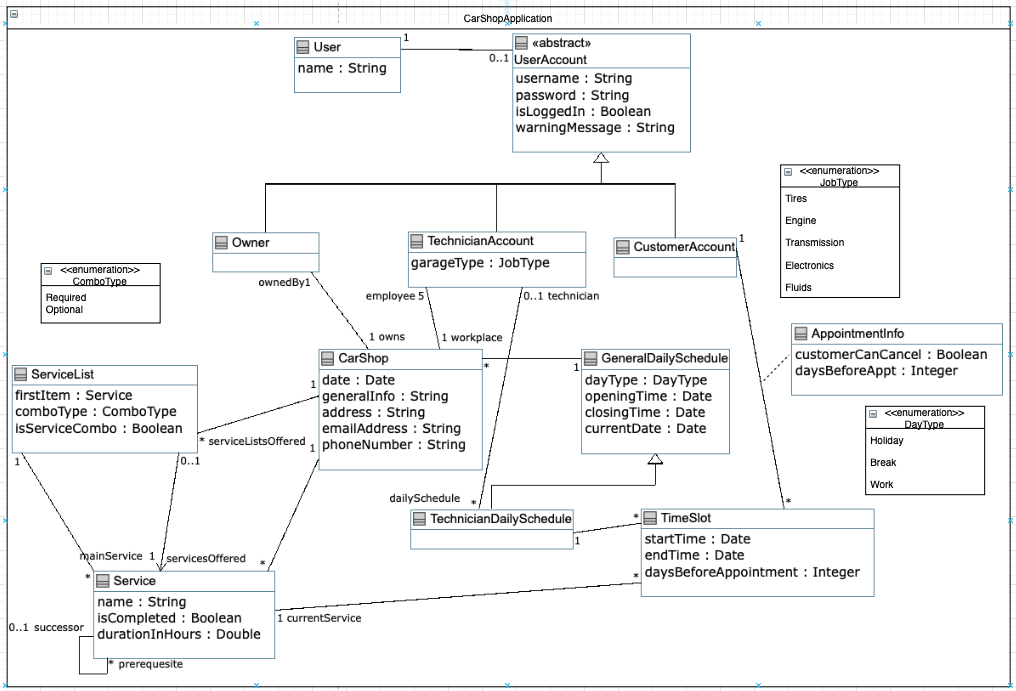 CarShopApplication
User
name : String
1
0..1
«abstract»
UserAccount
username : String
password : String
isLoggedIn : Boolean
warningMessage : String
<<enumeration>>
JobType
Tires
Engine
Transmission
Electronics
Fluids
Owner
ownedBy1
TechnicianAccount
garageType : JobType
employee 5
0..1 technician
CustomerAccount
1
<<enumeration>>
ComboType
Required
Optional
1 owns
1 workplace
AppointmentInfo
customerCanCancel : Boolean
daysBeforeAppt : Integer
ServiceList
firstItem : Service
comboType : ComboType
isServiceCombo : Boolean
1
* serviceListsOffered
1
0..1
CarShop
date : Date
generalInfo : String
address : String
emailAddress : String
phoneNumber : String
1
*
1
GeneralDailySchedule
dayType : DayType
openingTime : Date
closingTime : Date
currentDate : Date
<<enumeration>>
DayType
Holiday
Break
Work
dailySchedule *
TechnicianDailySchedule
1
*
*
TimeSlot
startTime : Date
endTime : Date
daysBeforeAppointment : Integer
*
mainService 1
servicesOffered *
*
Service
name : String
isCompleted : Boolean
durationInHours : Double
1 currentService
0..1 successor
* prerequesite